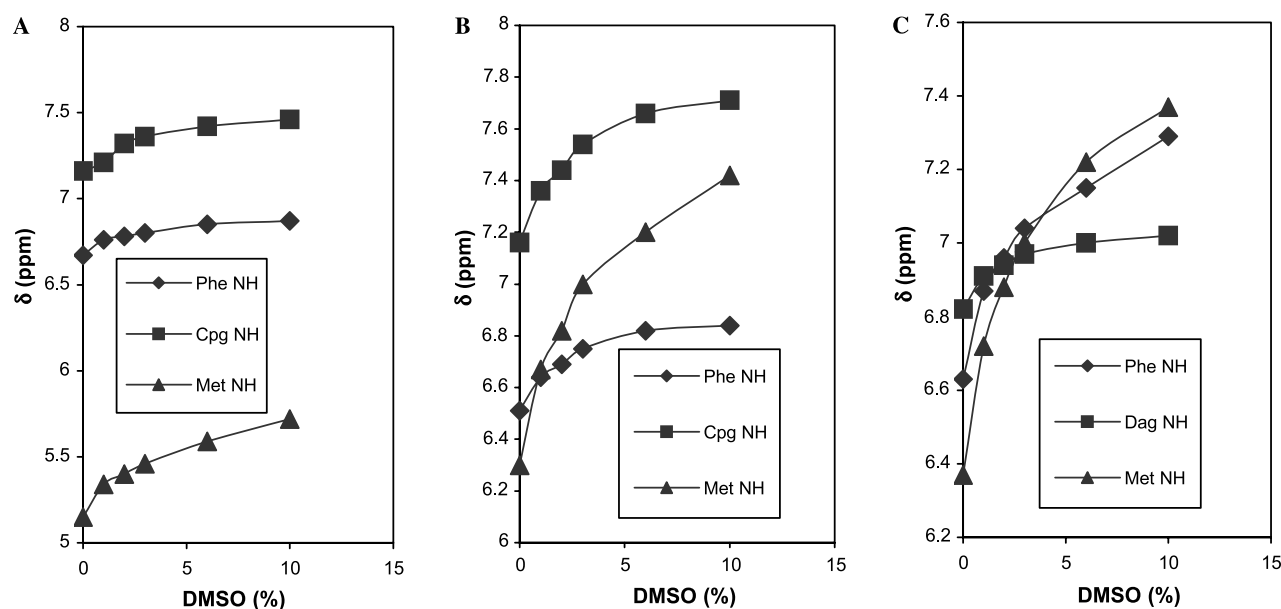 A
8
7.5
7
6.5
5.5
5
δ (ppm)
Phe NH
Cpg NH
Met NH
0
5
10
15
DMSO (%)
B
8
7.8
7.6
7.4
7.2
7
6.8
6.6
6.4
6.2
6
δ (ppm)
Phe NH
Cpg NH
Met NH
0
5
10
15
DMSO (%)
C
7.6
7.4
7.2
7
6.8
6.6
6.4
6.2
δ (ppm)
Phe NH
Dag NH
Met NH
0
5
10
15
DMSO (%)